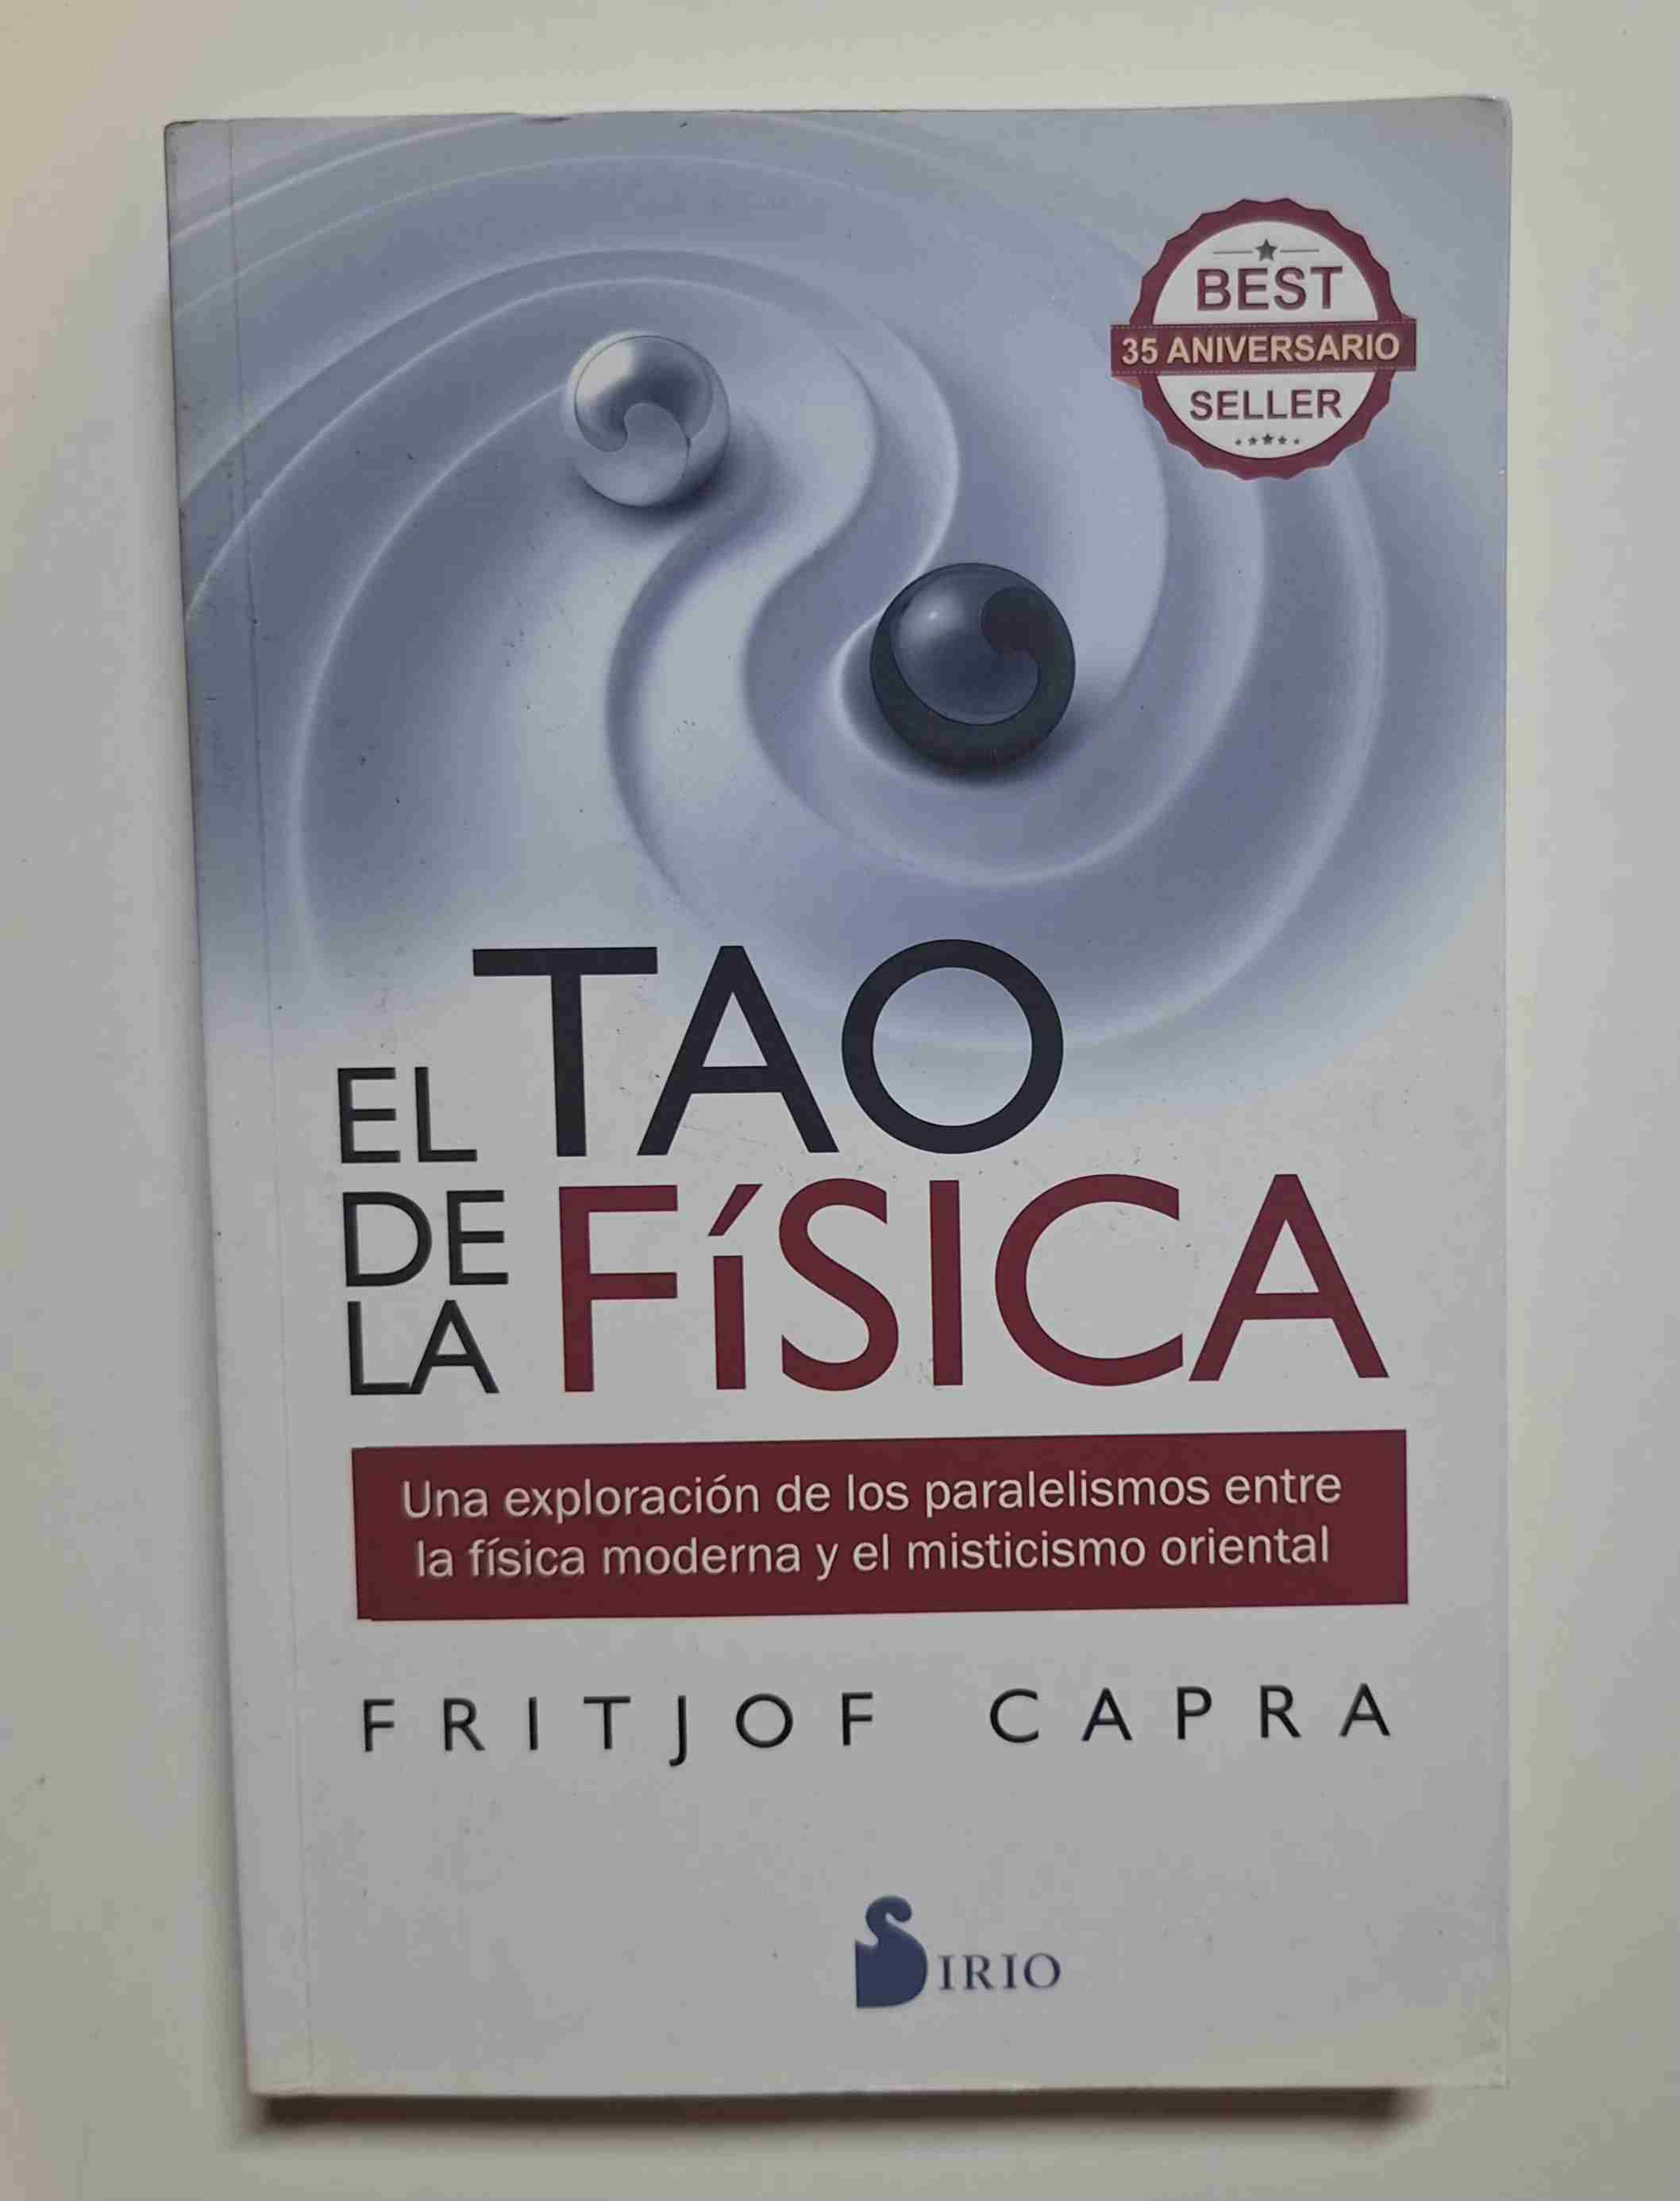 BEST
35 ANIVERSARIO
SELLER
EL TAO
DE
LA FíSICA
Una exploración de los paralelismos entre
la física moderna y el misticismo oriental
FRITJOF CAPRA
SIRIO